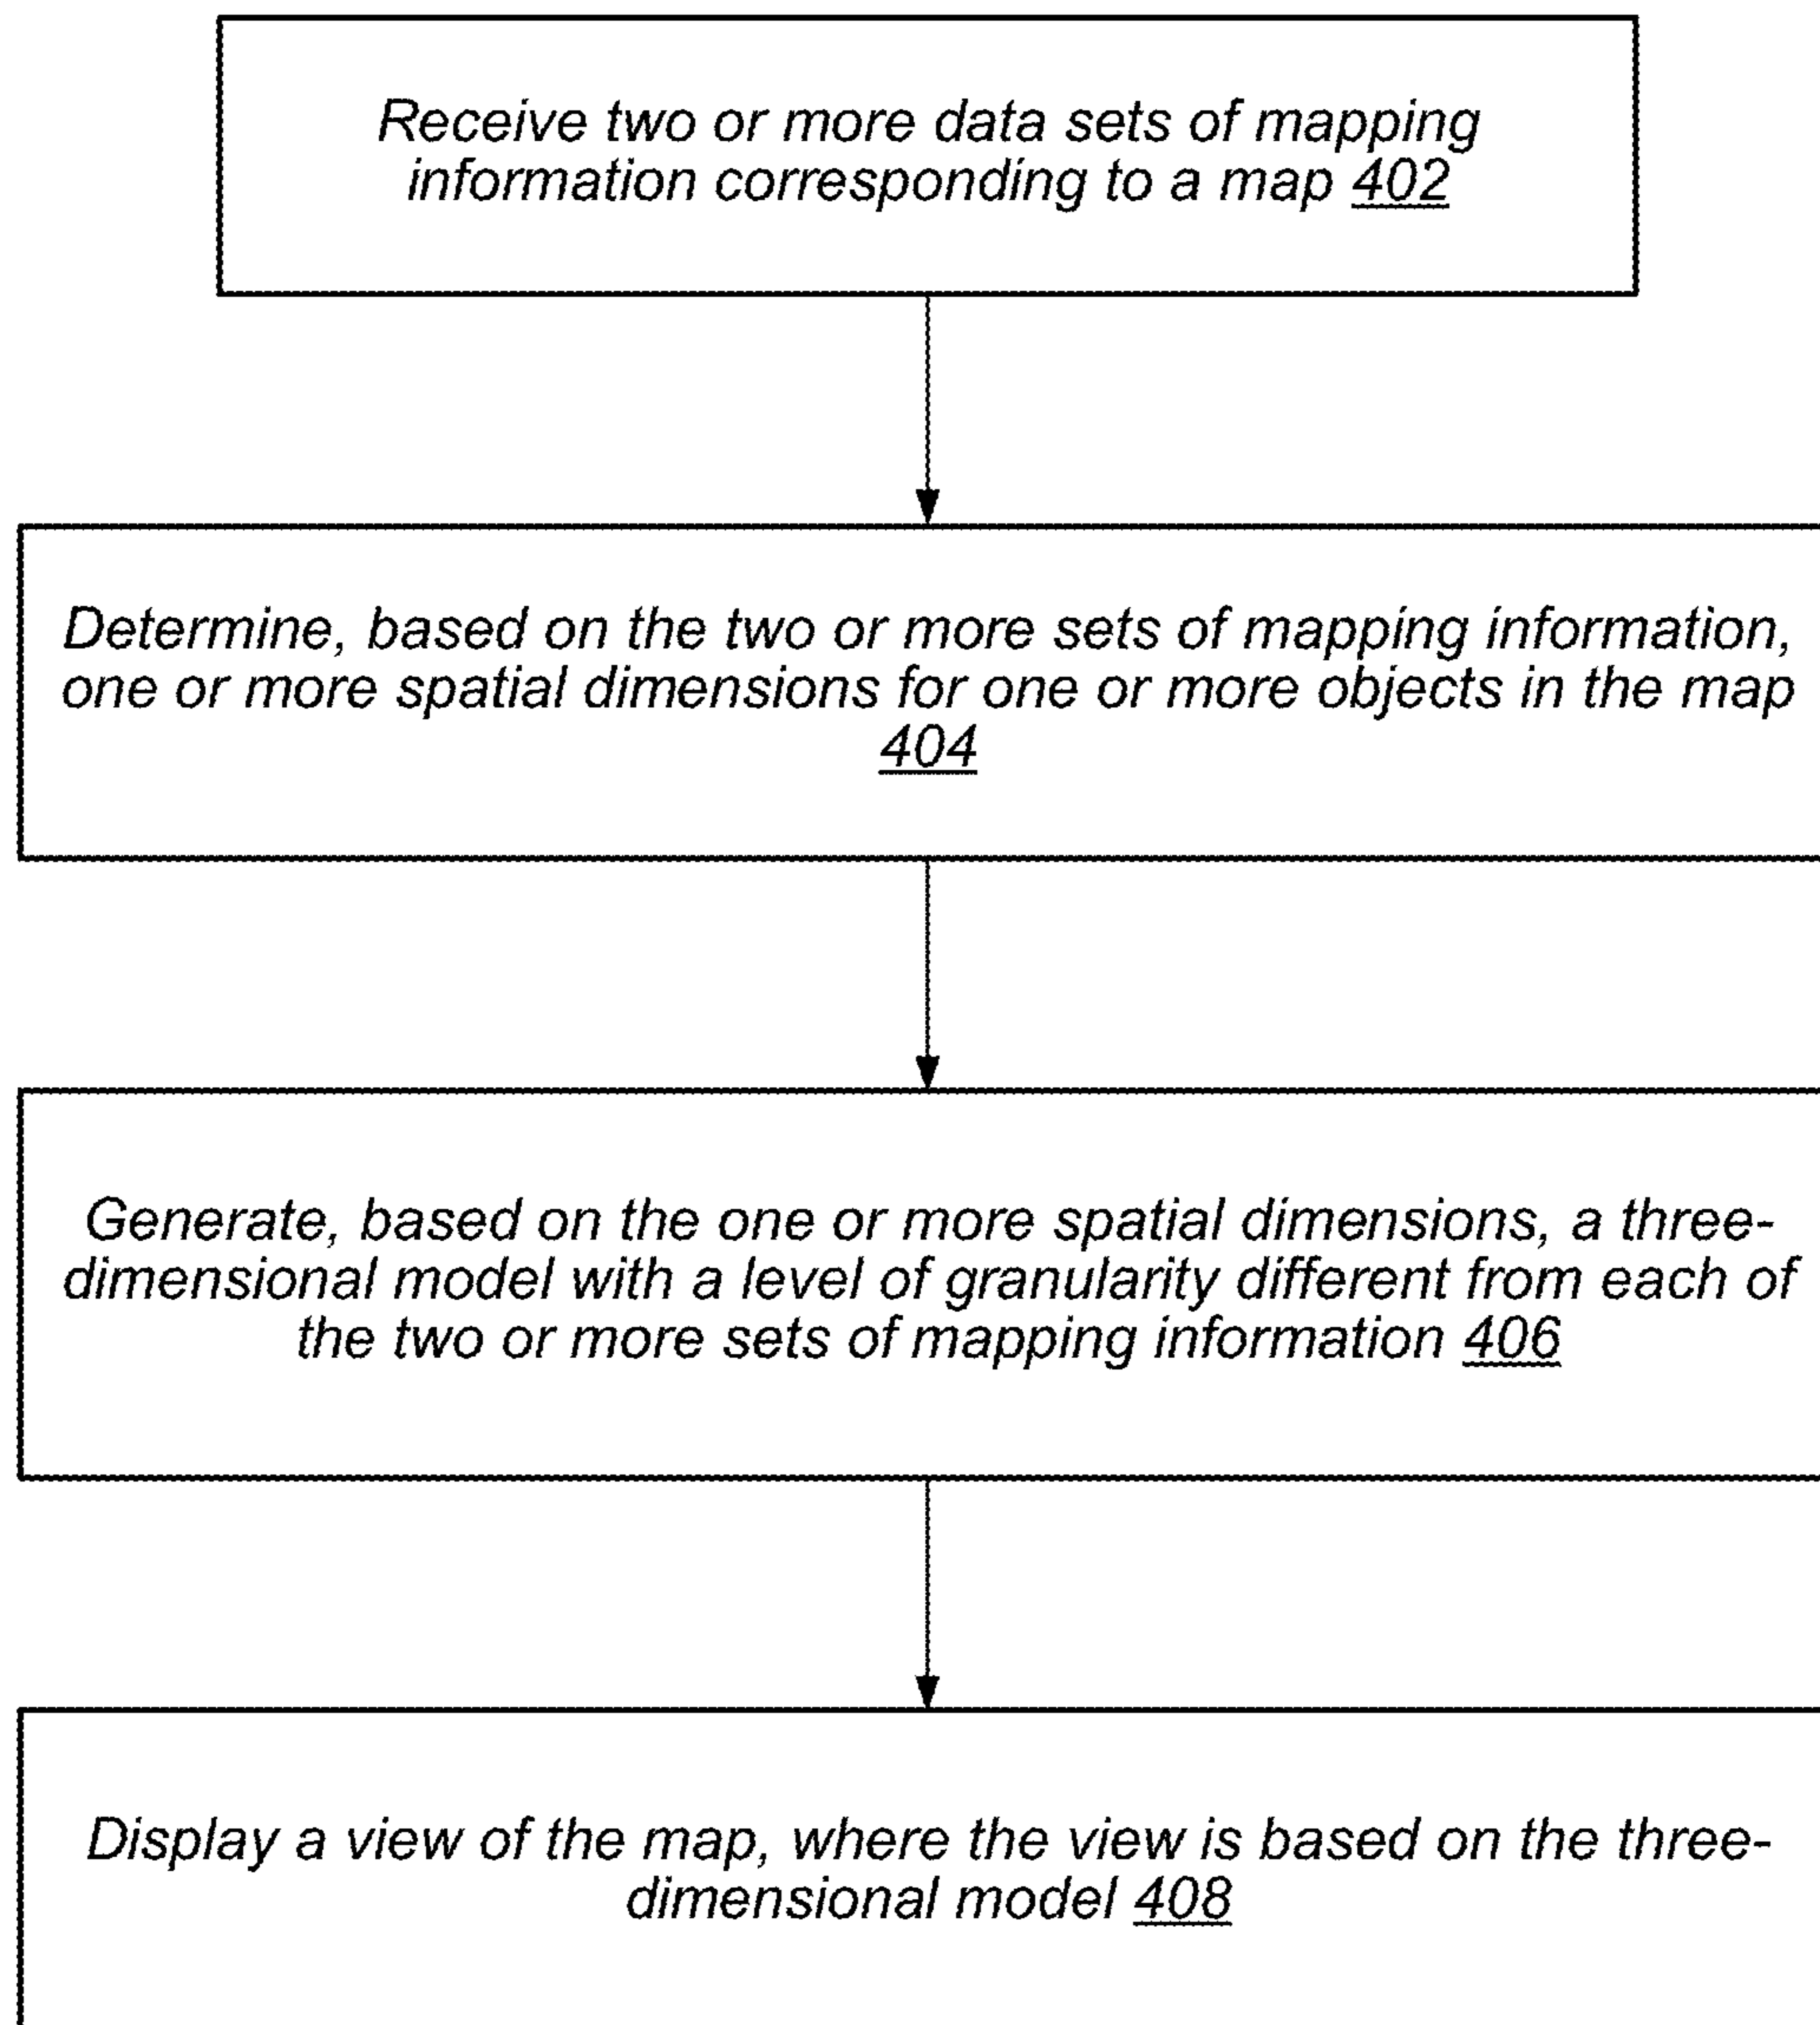 Receive two or more data sets of mapping
information corresponding to a map 402
Determine, based on the two or more sets of mapping information,
one or more spatial dimensions for one or more objects in the map
404
Generate, based on the one or more spatial dimensions, a three-
dimensional model with a level of granularity different from each of
the two or more sets of mapping information 406
Display a view of the map, where the view is based on the three-
dimensional model 408